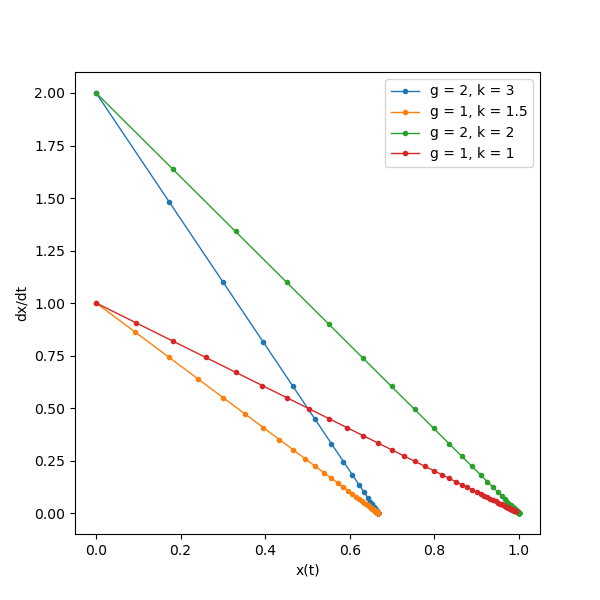 g = 2, k = 3
g = 1, k = 1.5
g = 2, k = 2
g = 1, k = 1
2.00
1.75
1.50
1.25
1.00
0.75
0.50
0.25
0.00
dx/dt
0.0 0.2 0.4 0.6 0.8 1.0
x(t)